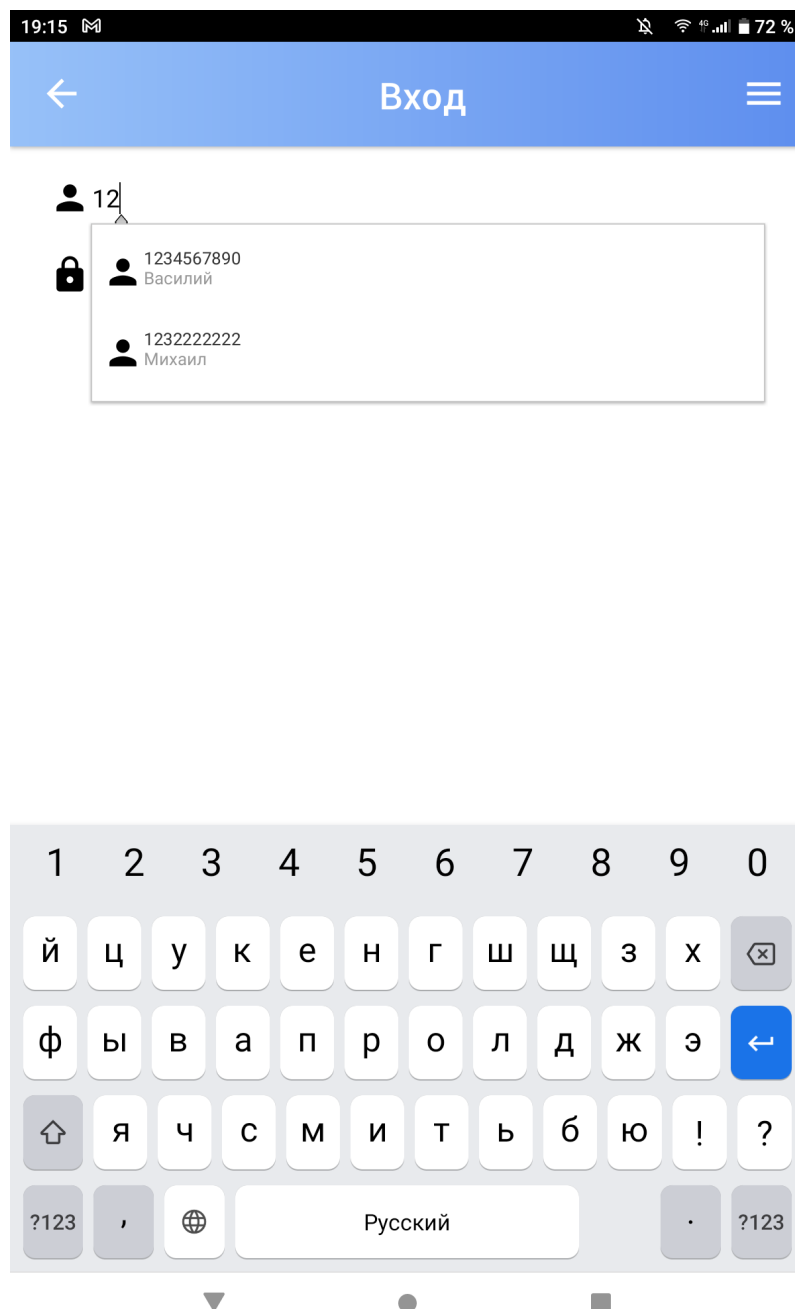 19:15 4G 72 %
Вход
12
1234567890
Василий
1232222222
Михаил
1 2 3 4 5 6 7 8 9 0
й ц у к е н г ш щ з х
ф ы в а п р о л д ж э
я ч с м и т ь б ю ! ?
?123 , Русский . ?123